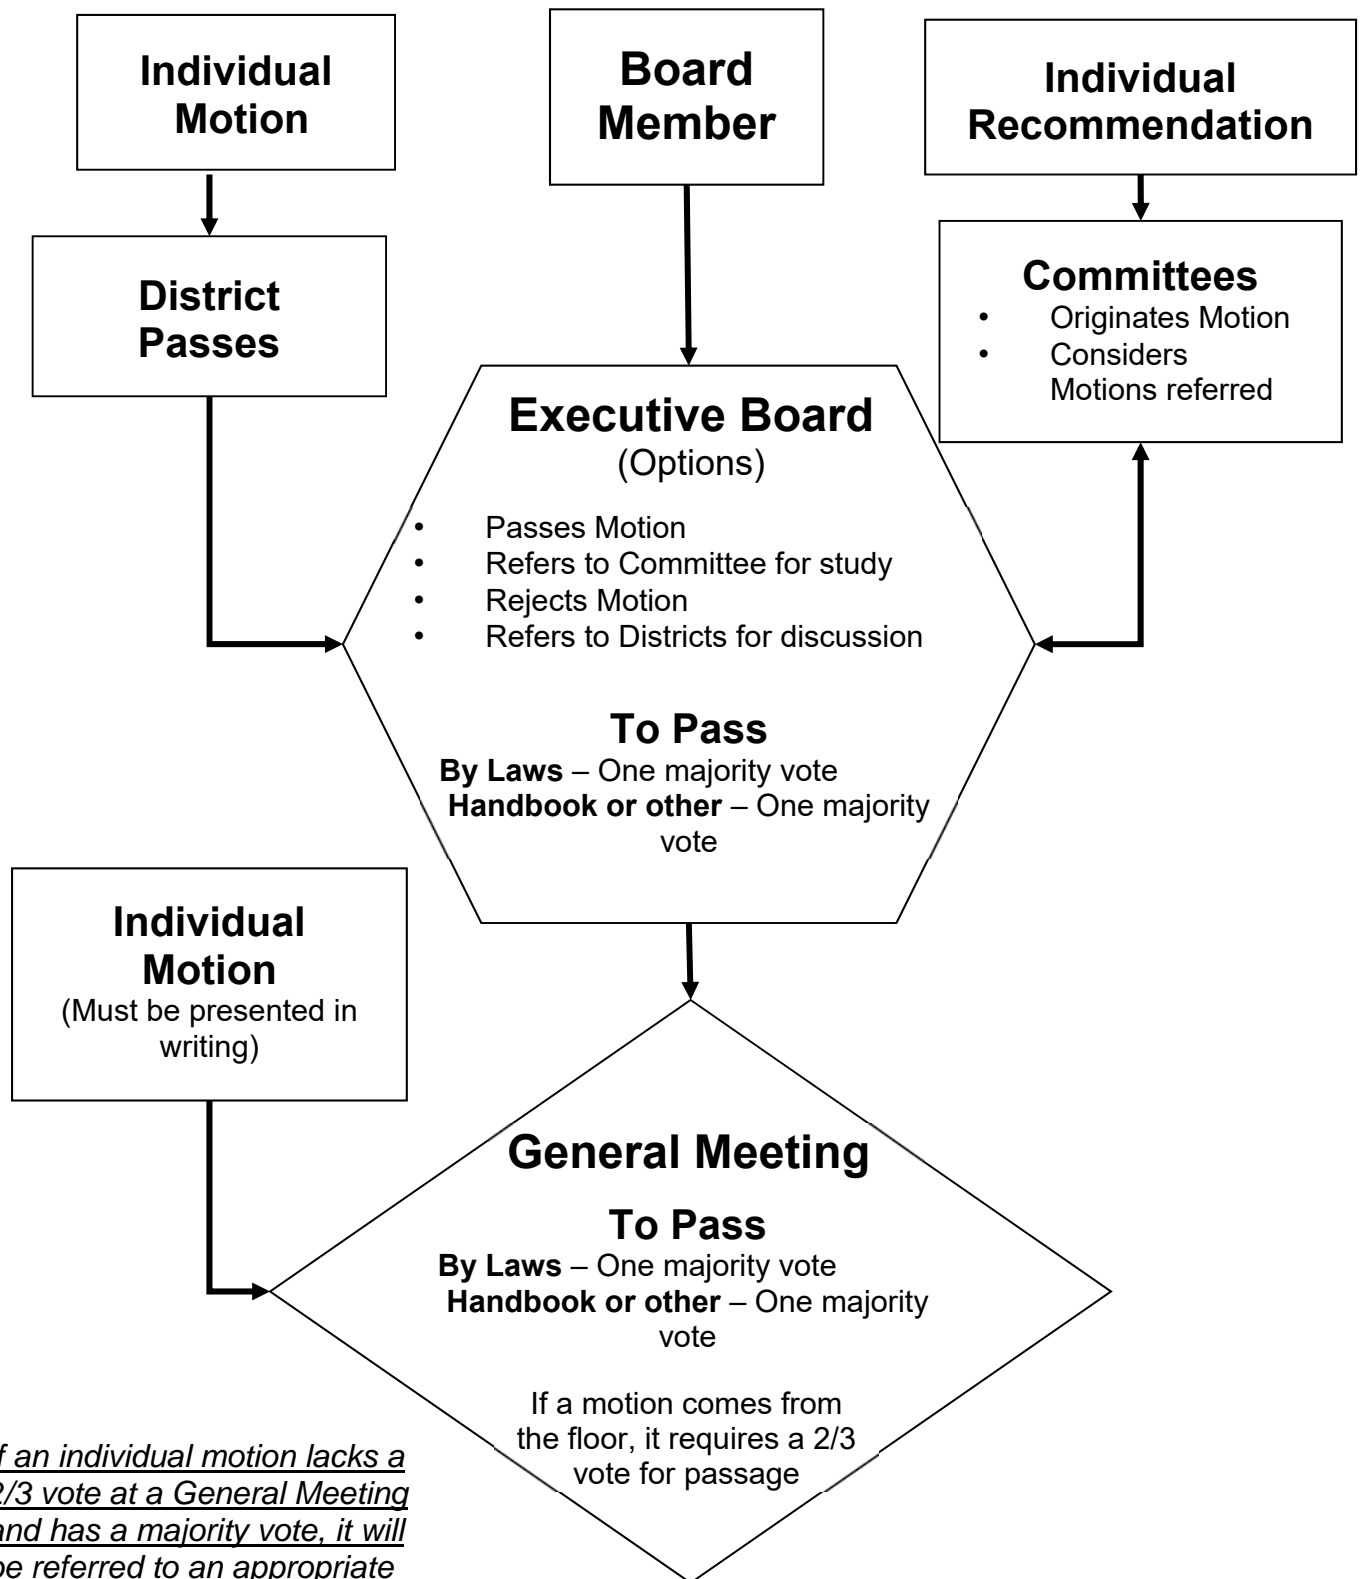 Individual
Motion
Board
Member
Individual
Recommendation
District
Passes
Committees
• Originates Motion
• Considers
Motions referred
Executive Board
(Options)
• Passes Motion
• Refers to Committee for study
• Rejects Motion
• Refers to Districts for discussion
To Pass
By Laws – One majority vote
Handbook or other – One majority
vote
Individual
Motion
(Must be presented in
writing)
General Meeting
To Pass
By Laws – One majority vote
Handbook or other – One majority
vote
If a motion comes from
the floor, it requires a 2/3
vote for passage
f an individual motion lacks a
2/3 vote at a General Meeting
and has a majority vote, it will
be referred to an appropriate